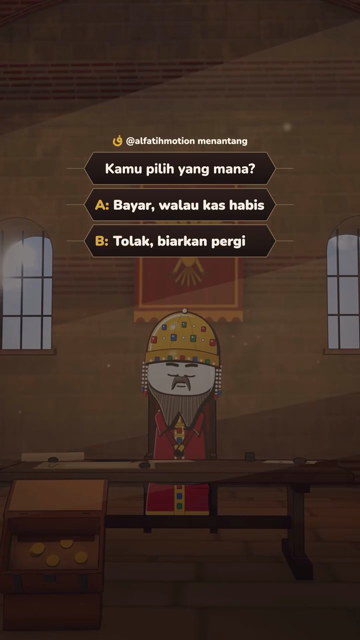 @alfatihmotion menantang
Kamu pilih yang mana?
A: Bayar, walau kas habis
B: Tolak, biarkan pergi